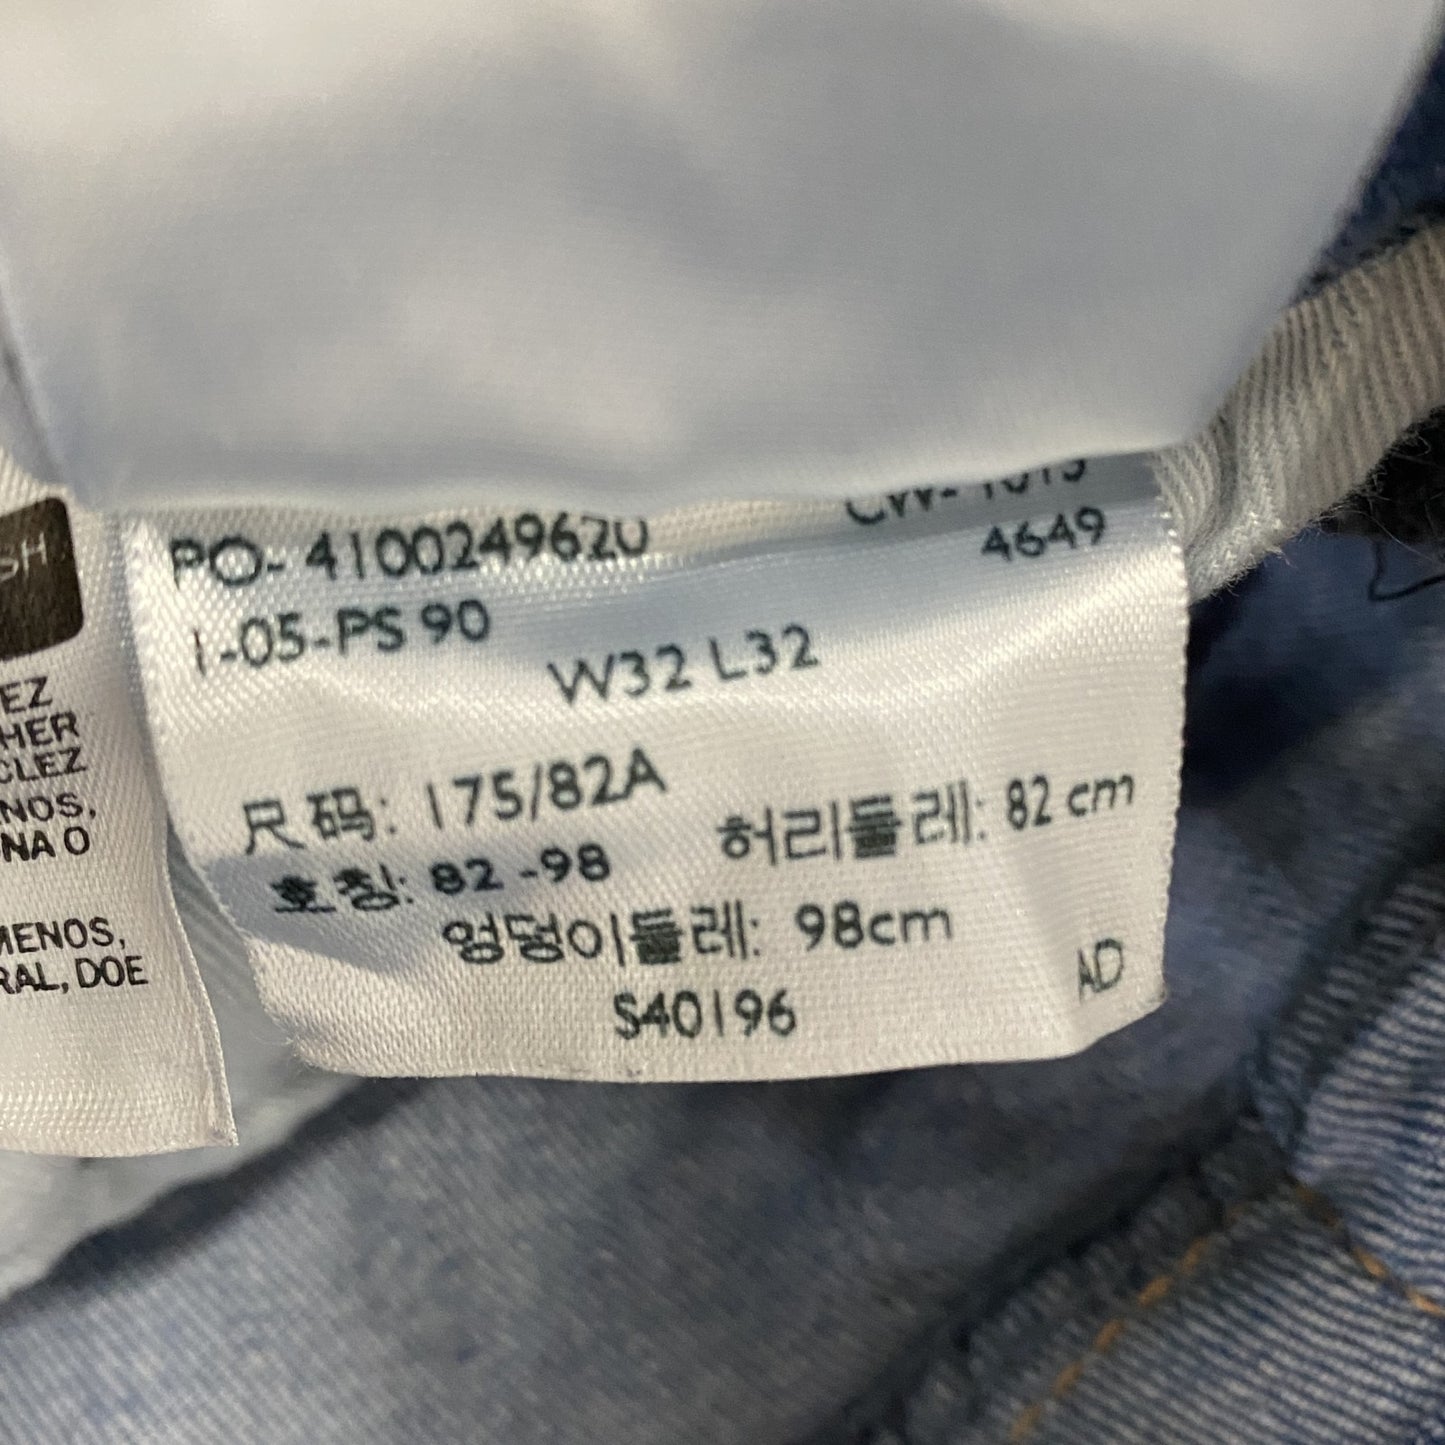 SH
EZ
HER
CLEZ
NOS,
NA O
MENOS,
RAL, DOE
PO- 4100249620
4649
1-05-PS 90
W32 L32
尺码: 175/82A
허리둘레: 82 cm
호칭: 82 -98
엉덩이둘레: 98cm
AD
S40196